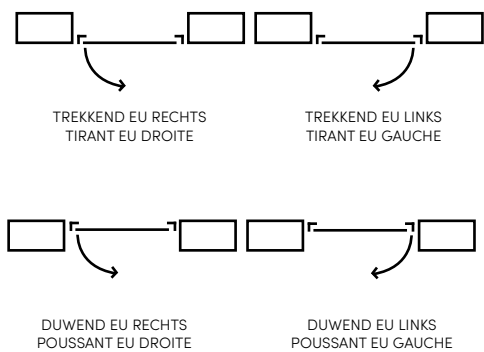 TREKKEND EU RECHTS
TIRANT EU DROITE
TREKKEND EU LINKS
TIRANT EU GAUCHE
DUWEND EU RECHTS
POUSSANT EU DROITE
DUWEND EU LINKS
POUSSANT EU GAUCHE